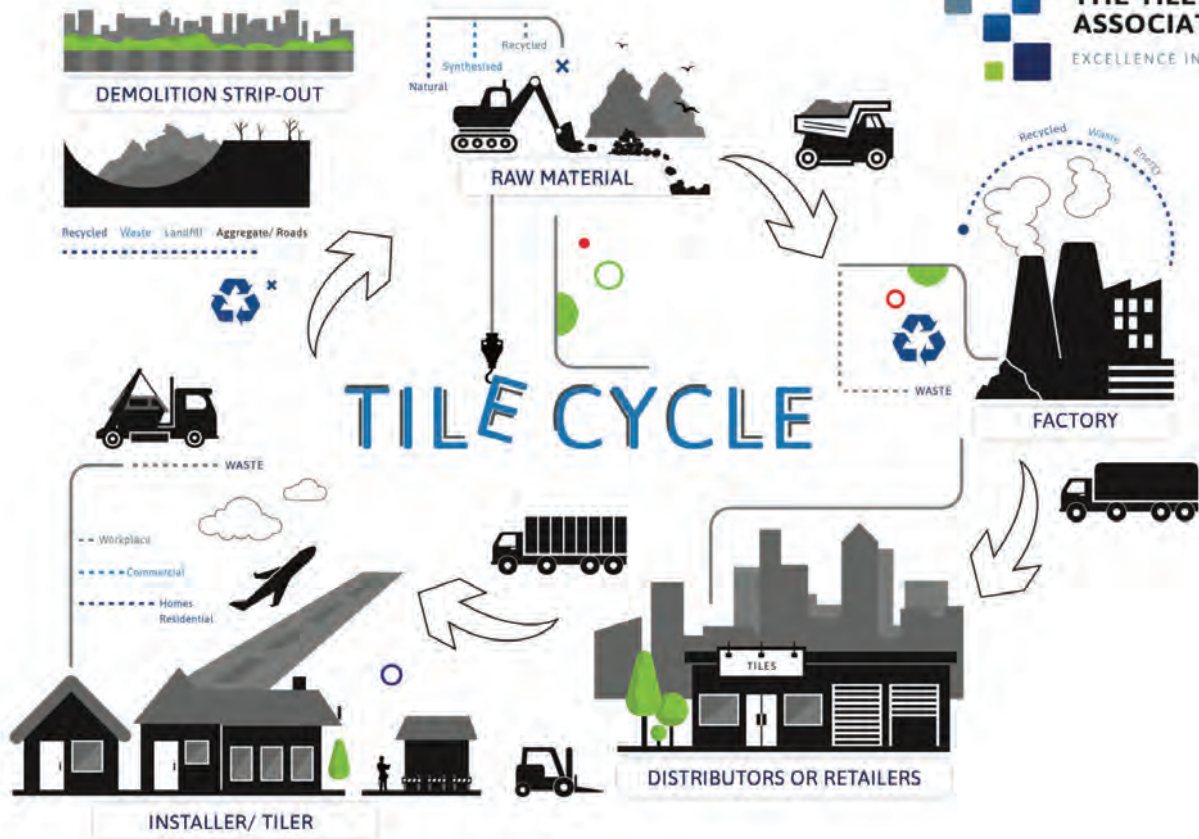 THE TILE
ASSOCIAT
EXCELLENCE IN
DEMOLITION STRIP-OUT
Recycled Waste Landfill Aggregate/ Roads
Recycled
Synthesised
Natural
RAW MATERIAL
Recycled Waste Energy
WASTE
FACTORY
TILE CYCLE
WASTE
Workplace
Commercial
Homes
Residential
TILES
DISTRIBUTORS OR RETAILERS
INSTALLER/ TILER